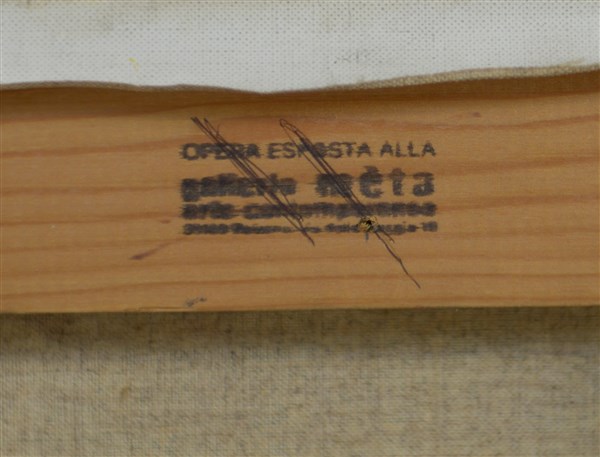 OPERA ESPOSTA ALLA
galleria mèta
arte contemporanea